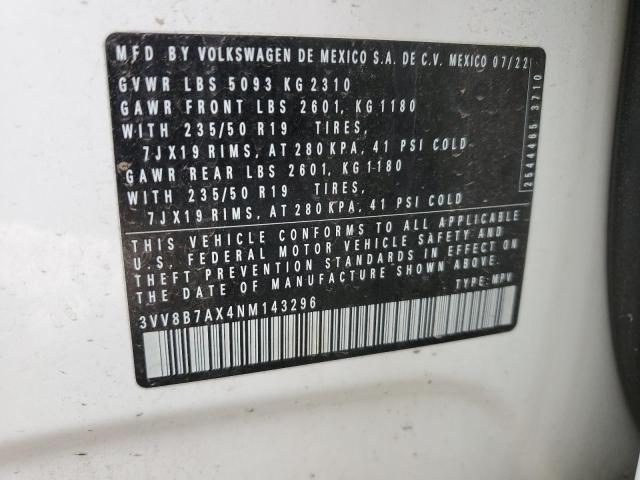 MFD BY VOLKSWAGEN DE MEXICO S.A. DE C.V. MEXICO 07/22
GVWR LBS 5093 KG 2310
GAWR FRONT LBS 2601, KG 1180
WITH 235/50 R19 TIRES,
7JX19 RIMS, AT 280 KPA, 41 PSI COLD
GAWR REAR LBS 2601, KG 1180
WITH 235/50 R19 TIRES,
7JX19 RIMS, AT 280 KPA, 41 PSI COLD
THIS VEHICLE CONFORMS TO ALL APPLICABLE
U.S. FEDERAL MOTOR VEHICLE SAFETY AND
THEFT PREVENTION STANDARDS IN EFFECT ON
THE DATE OF MANUFACTURE SHOWN ABOVE.
TYPE: MPV
3VV8B7AX4NM143296
2544465 3710